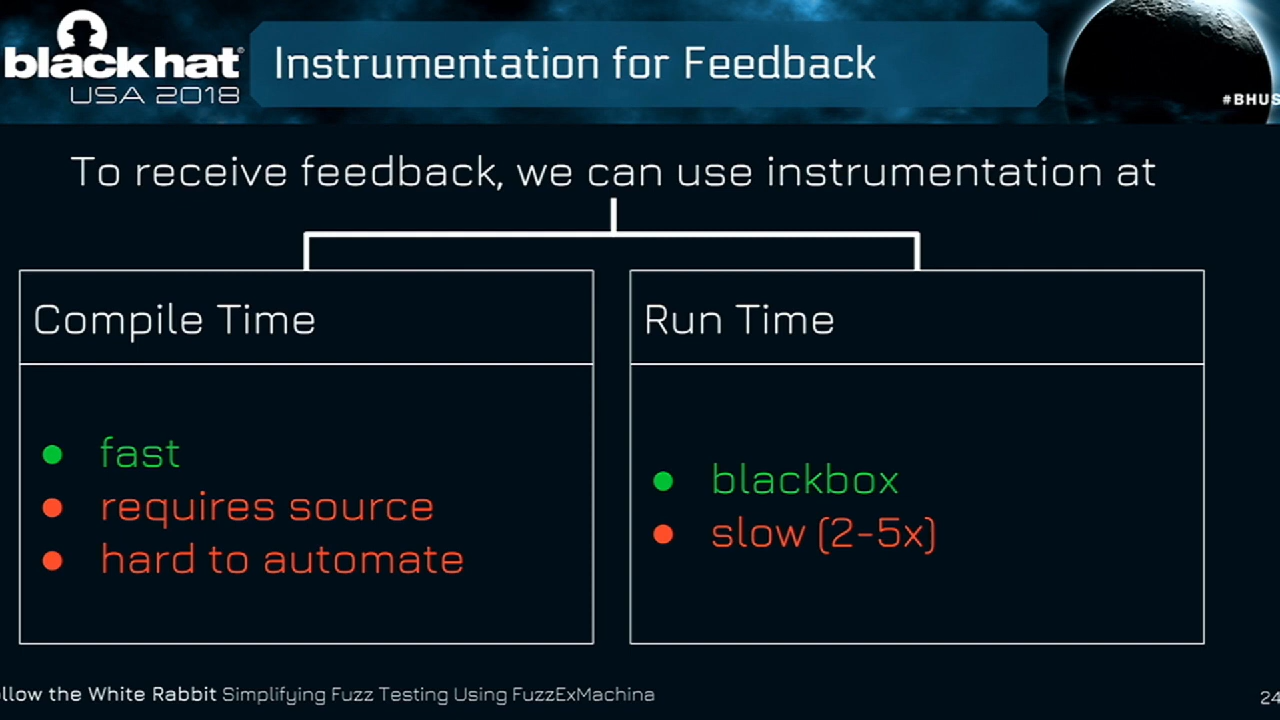 black hat
USA 2018
Instrumentation for Feedback
#BHUS
To receive feedback, we can use instrumentation at
Compile Time
Run Time
● fast
● requires source
● hard to automate
● blackbox
● slow (2-5x)
llow the White Rabbit Simplifying Fuzz Testing Using FuzzExMachina
24